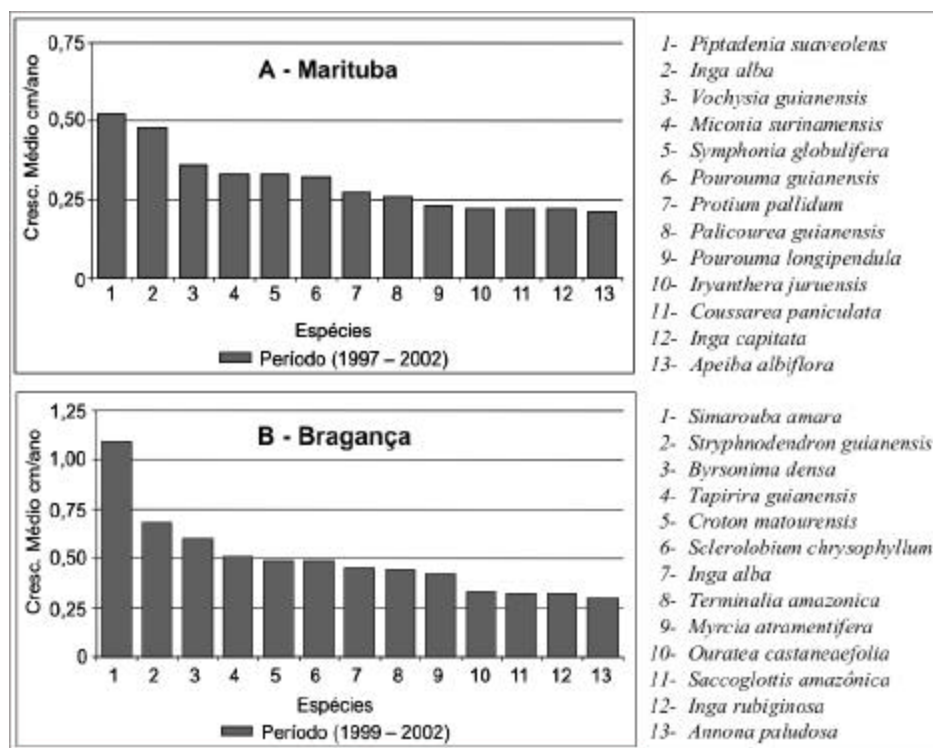 0,75
A - Marituba
0,50
0,25
0
Cresc. Médio cm/ano
1 2 3 4 5 6 7 8 9 10 11 12 13
Espécies
Período (1997 – 2002)
1- Piptadenia suaveolens
2- Inga alba
3- Vochysia guianensis
4- Miconia surinamensis
5- Symphonia globulifera
6- Pourouma guianensis
7- Protium pallidum
8- Palicourea guianensis
9- Pourouma longipendula
10- Iryanthera juruensis
11- Coussarea paniculata
12- Inga capitata
13- Apeiba albiflora
1,25
B - Bragança
1,00
0,75
0,50
0,25
0
Cresc. Médio cm/ano
1 2 3 4 5 6 7 8 9 10 11 12 13
Espécies
Período (1999 – 2002)
1- Simarouba amara
2- Stryphnodendron guianensis
3- Byrsonima densa
4- Tapirira guianensis
5- Croton matourensis
6- Sclerolobium chrysophyllum
7- Inga alba
8- Terminalia amazonica
9- Myrcia atramentifera
10- Ouratea castaneaefolia
11- Saccoglottis amazônica
12- Inga rubiginosa
13- Annona paludosa